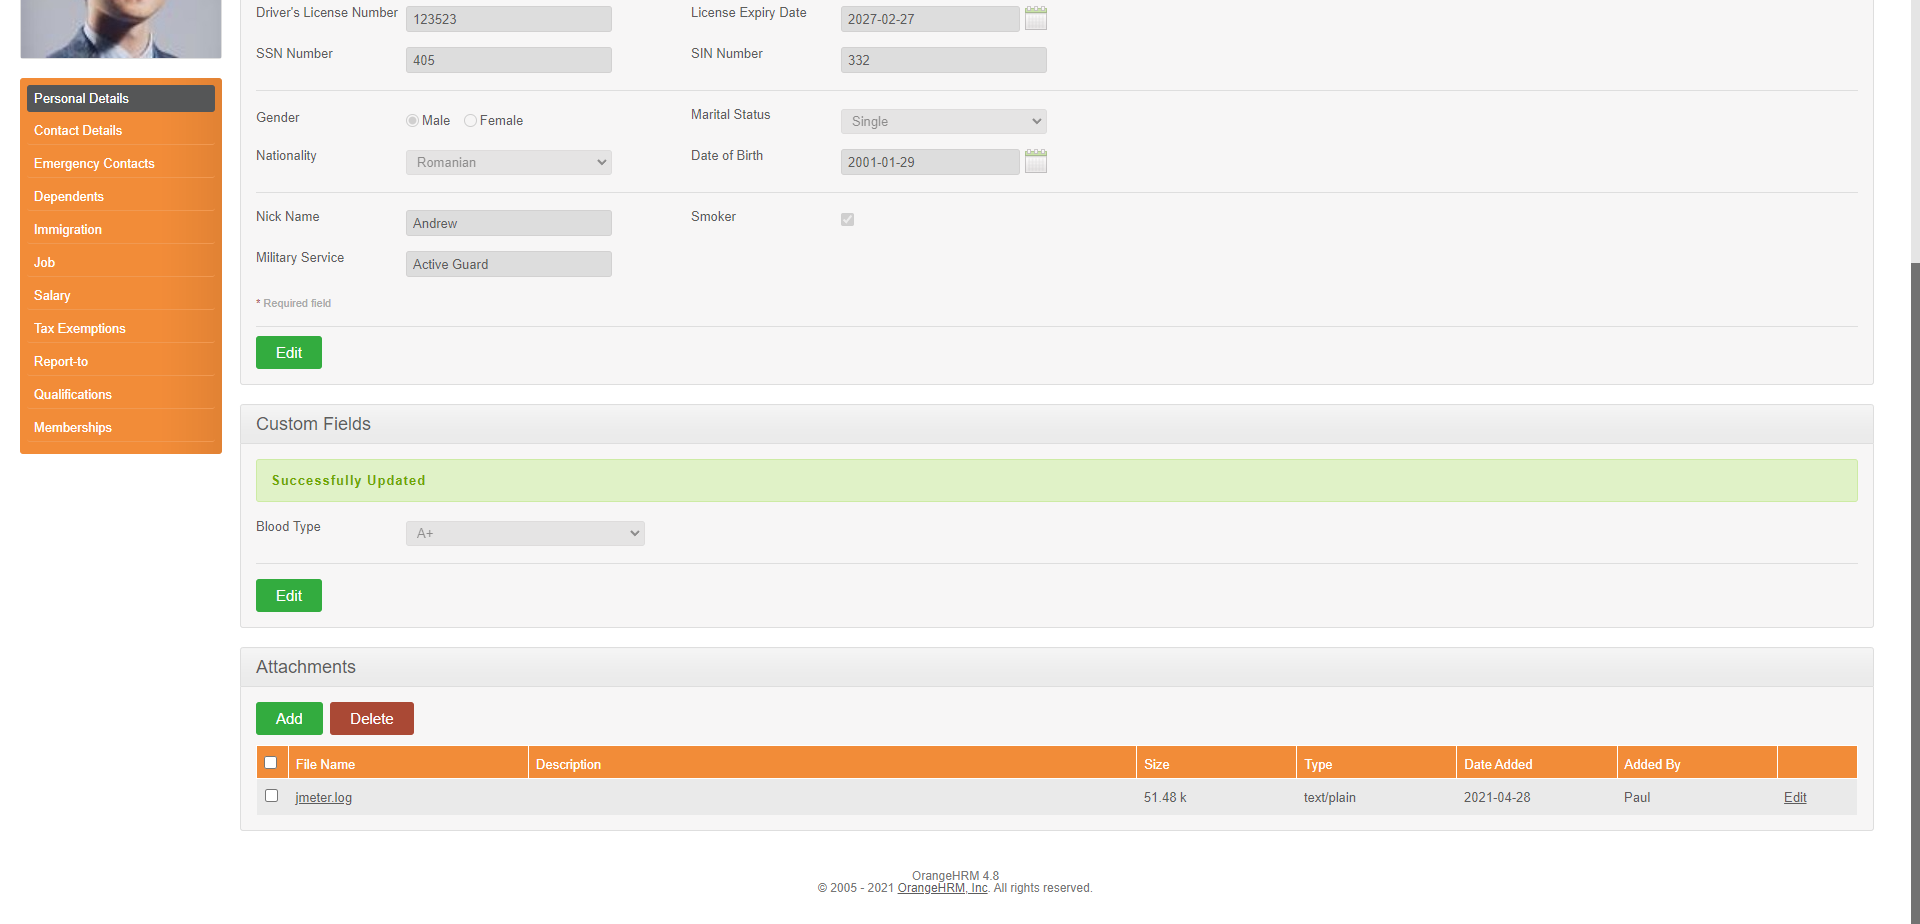 Driver's License Number 123523 License Expiry Date 2027-02-27
SSN Number 405 SIN Number 332
Personal Details
Contact Details
Emergency Contacts
Dependents
Immigration
Job
Salary
Tax Exemptions
Report-to
Qualifications
Memberships
Gender Male Female Marital Status Single
Nationality Romanian Date of Birth 2001-01-29
Nick Name Andrew Smoker
Military Service Active Guard
* Required field
Edit
Custom Fields
Successfully Updated
Blood Type A+
Edit
Attachments
Add Delete
File Name Description Size Type Date Added Added By
jmeter.log 51.48 k text/plain 2021-04-28 Paul Edit
OrangeHRM 4.8
© 2005 - 2021 OrangeHRM, Inc. All rights reserved.